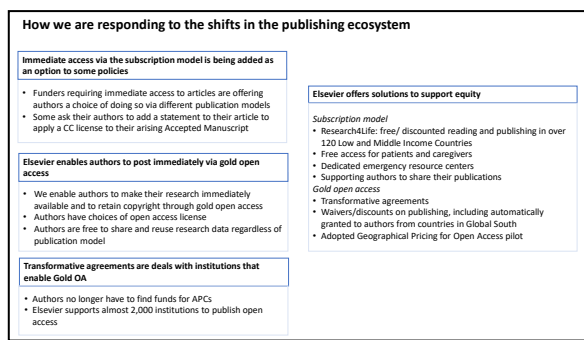 How we are responding to the shifts in the publishing ecosystem
Immediate access via the subscription model is being added as
an option to some policies
• Funders requiring immediate access to articles are offering
authors a choice of doing so via different publication models
• Some ask their authors to add a statement to their article to
apply a CC license to their arising Accepted Manuscript
Elsevier enables authors to post immediately via gold open
access
• We enable authors to make their research immediately
available and to retain copyright through gold open access
• Authors have choices of open access license
• Authors are free to share and reuse research data regardless of
publication model
Transformative agreements are deals with institutions that
enable Gold OA
• Authors no longer have to find funds for APCs
• Elsevier supports almost 2,000 institutions to publish open
access
Elsevier offers solutions to support equity
Subscription model
• Research4Life: free/ discounted reading and publishing in over
120 Low and Middle Income Countries
• Free access for patients and caregivers
• Dedicated emergency resource centers
• Supporting authors to share their publications
Gold open access
• Transformative agreements
• Waivers/discounts on publishing, including automatically
granted to authors from countries in Global South
• Adopted Geographical Pricing for Open Access pilot